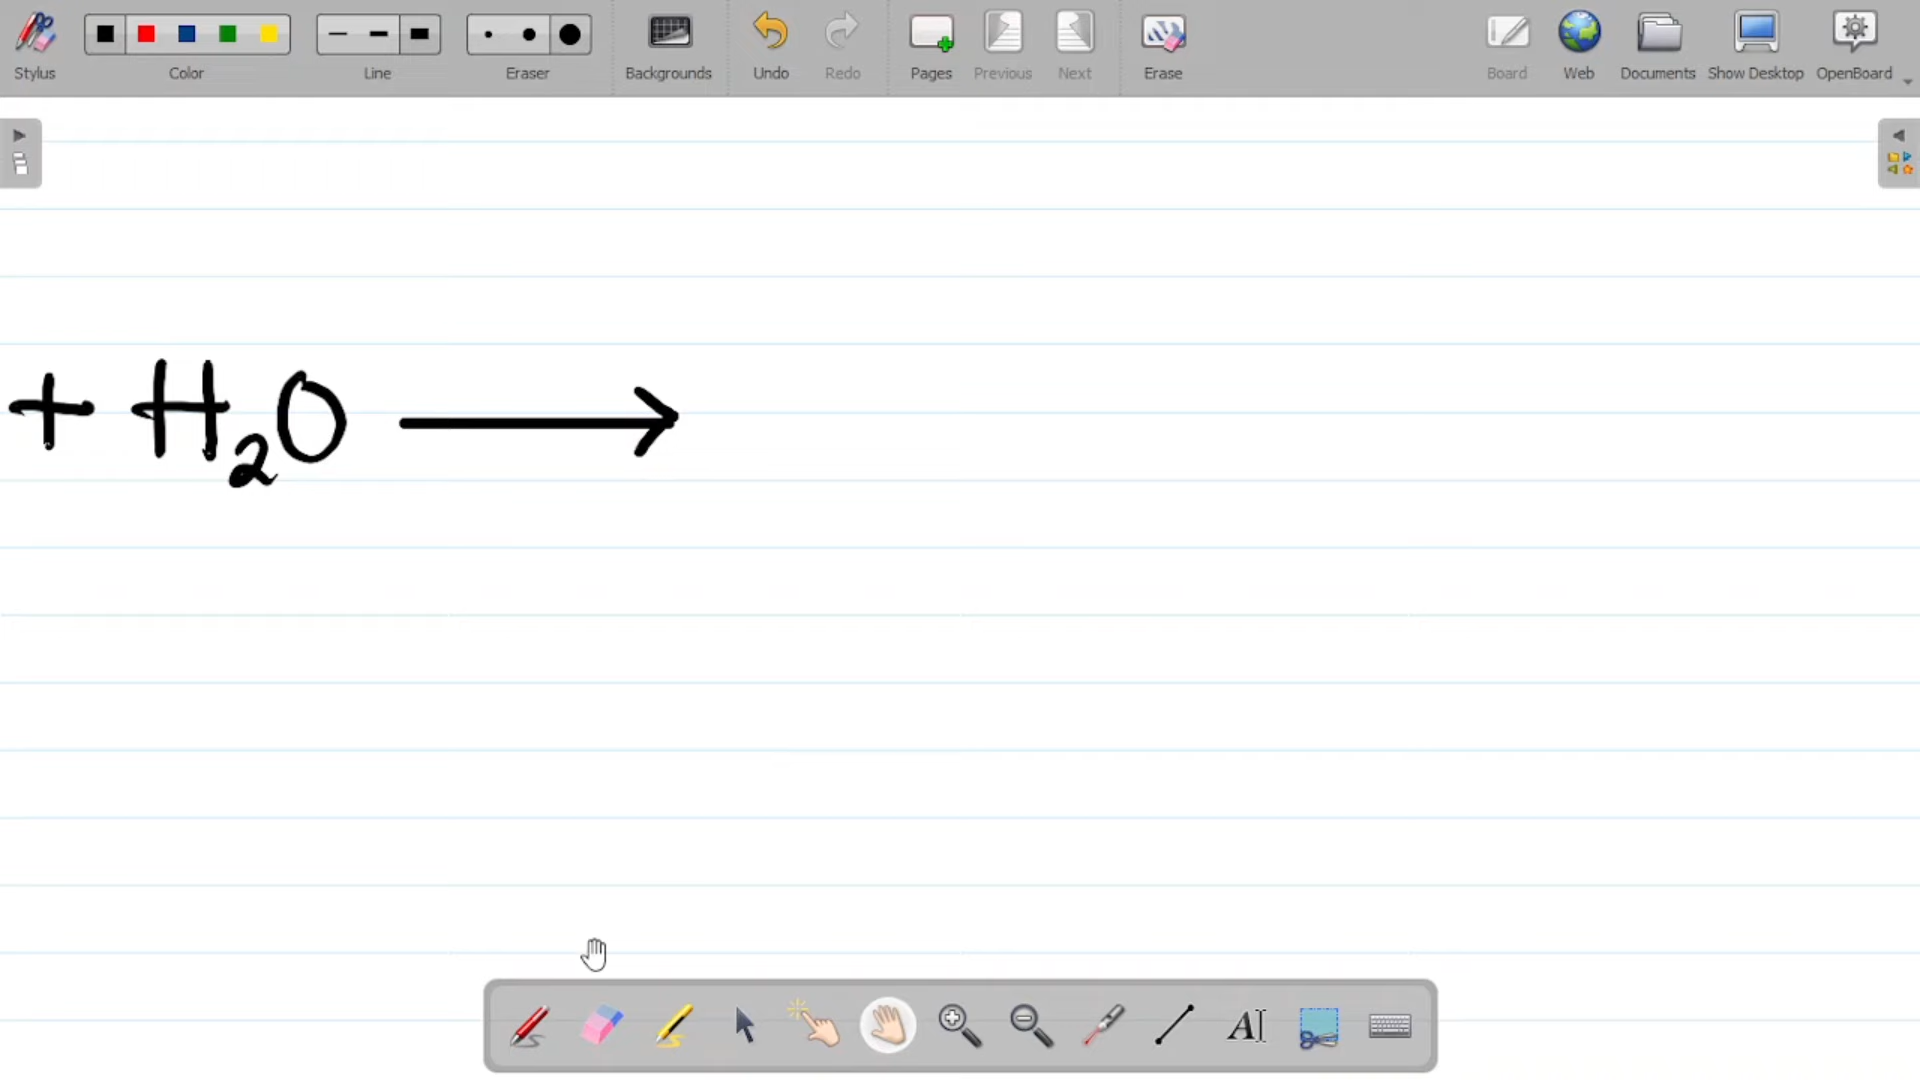 Stylus Color Line Eraser Backgrounds Undo Redo Pages Previous Next Erase Board Web Documents Show Desktop OpenBoard
+ H₂O ⟶
A